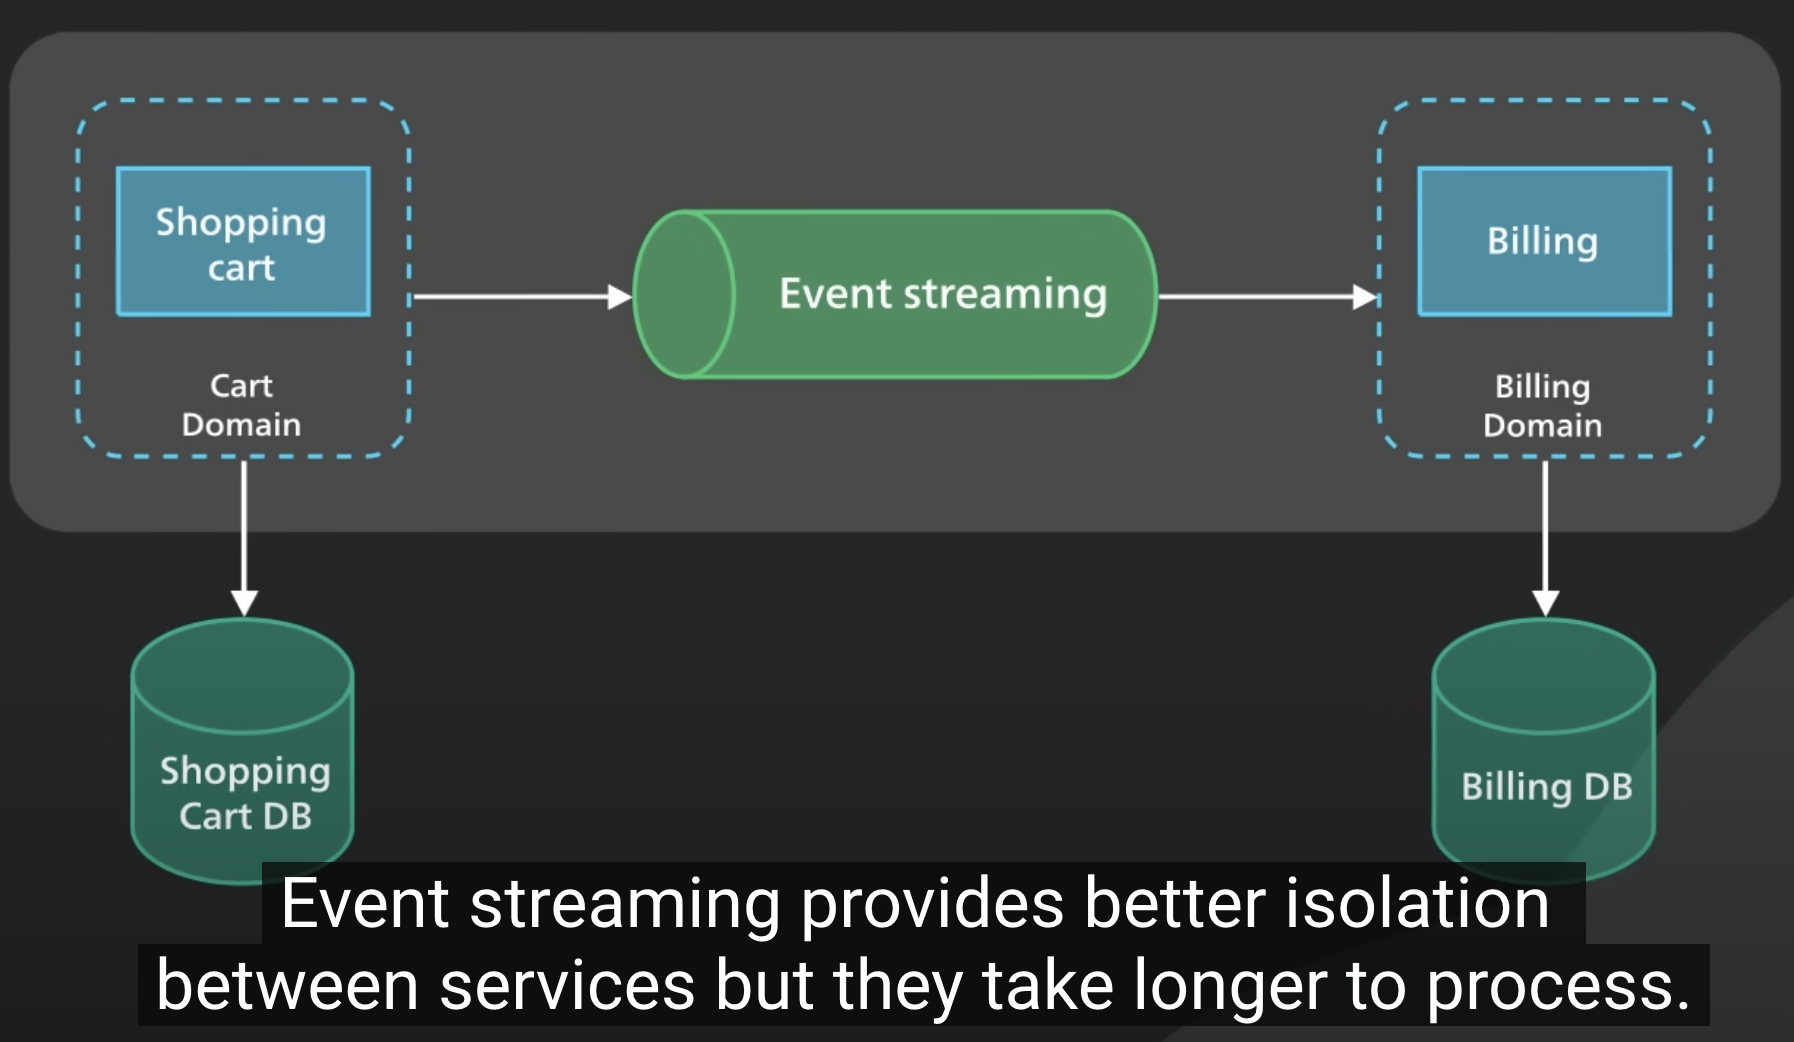 Shopping
cart
Cart
Domain
Event streaming
Billing
Billing
Domain
Shopping
Cart DB
Billing DB
Event streaming provides better isolation
between services but they take longer to process.